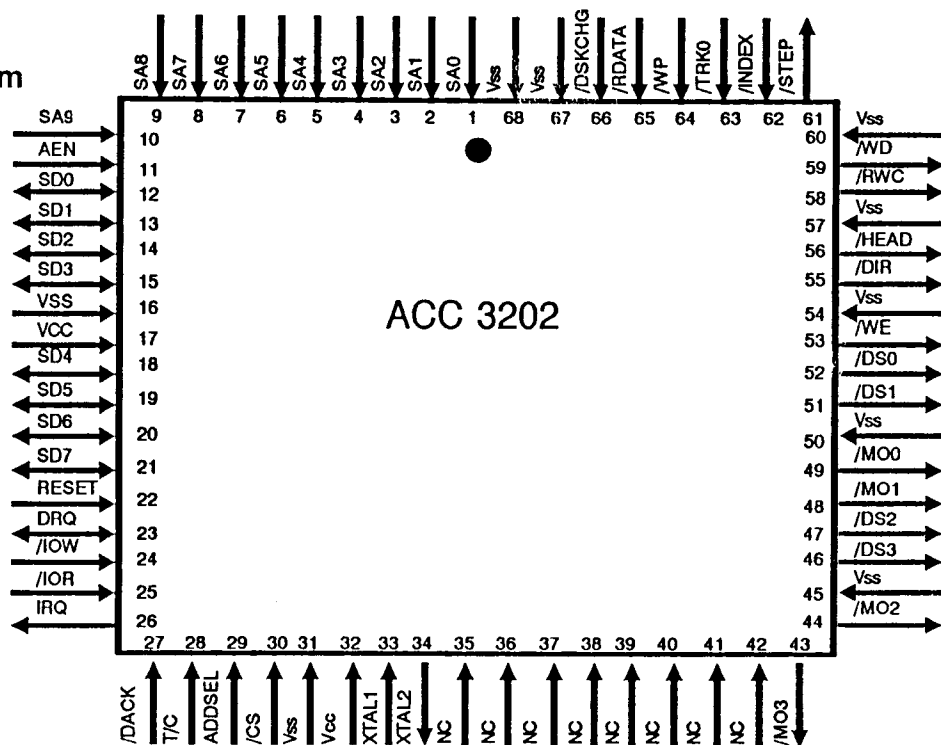 m
SA8 SA7 SA6 SA5 SA4 SA3 SA2 SA1 SA0 Vss Vss /DSKCHG /RDATA /WP /TRK0 /INDEX /STEP
9 8 7 6 5 4 3 2 1 68 67 66 65 64 63 62 61
SA9 10
AEN 11
SD0 12
SD1 13
SD2 14
SD3 15
VSS 16
VCC 17
SD4 18
SD5 19
SD6 20
SD7 21
RESET 22
DRQ 23
/IOW 24
/IOR 25
IRQ 26
ACC 3202
60 Vss
59 /WD
58 /RWC
57 Vss
56 /HEAD
55 /DIR
54 Vss
53 /WE
52 /DS0
51 /DS1
50 Vss
49 /MO0
48 /MO1
47 /DS2
46 /DS3
45 Vss
44 /MO2
27 28 29 30 31 32 33 34 35 36 37 38 39 40 41 42 43
/DACK T/C ADDSEL /CS Vss Vcc XTAL1 XTAL2 NC NC NC NC NC NC NC NC /MO3